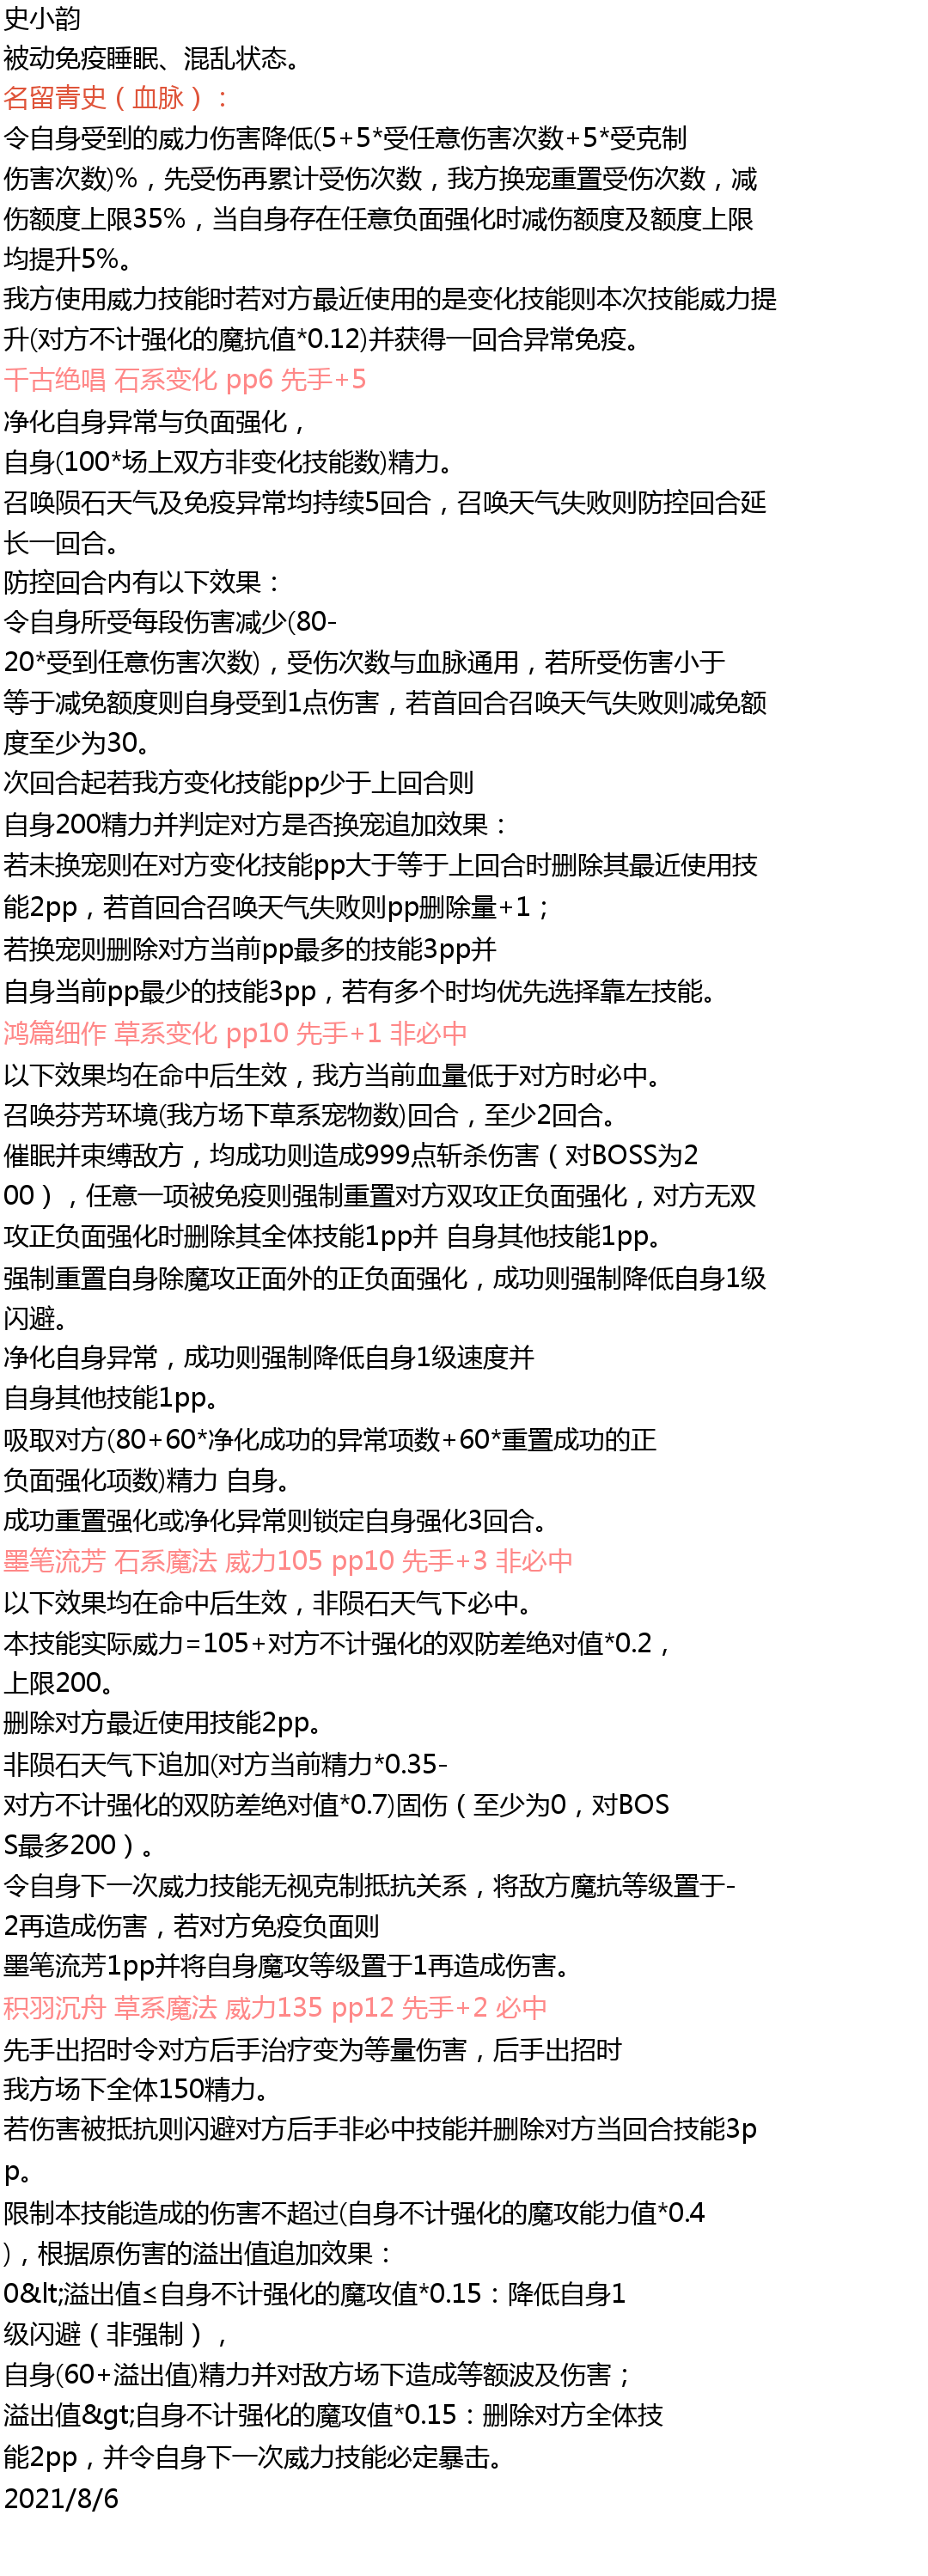 史小韵
被动免疫睡眠、混乱状态。
名留青史（血脉）：
令自身受到的威力伤害降低(5+5*受任意伤害次数+5*受克制
伤害次数)%，先受伤再累计受伤次数，我方换宠重置受伤次数，减
伤额度上限35%，当自身存在任意负面强化时减伤额度及额度上限
均提升5%。
我方使用威力技能时若对方最近使用的是变化技能则本次技能威力提
升(对方不计强化的魔抗值*0.12)并获得一回合异常免疫。
千古绝唱 石系变化 pp6 先手+5
净化自身异常与负面强化，
自身(100*场上双方非变化技能数)精力。
召唤陨石天气及免疫异常均持续5回合，召唤天气失败则防控回合延
长一回合。
防控回合内有以下效果：
令自身所受每段伤害减少(80-
20*受到任意伤害次数)，受伤次数与血脉通用，若所受伤害小于
等于减免额度则自身受到1点伤害，若首回合召唤天气失败则减免额
度至少为30。
次回合起若我方变化技能pp少于上回合则
自身200精力并判定对方是否换宠追加效果：
若未换宠则在对方变化技能pp大于等于上回合时删除其最近使用技
能2pp，若首回合召唤天气失败则pp删除量+1；
若换宠则删除对方当前pp最多的技能3pp并
自身当前pp最少的技能3pp，若有多个时均优先选择靠左技能。
鸿篇细作 草系变化 pp10 先手+1 非必中
以下效果均在命中后生效，我方当前血量低于对方时必中。
召唤芬芳环境(我方场下草系宠物数)回合，至少2回合。
催眠并束缚敌方，均成功则造成999点斩杀伤害（对BOSS为2
00），任意一项被免疫则强制重置对方双攻正负面强化，对方无双
攻正负面强化时删除其全体技能1pp并 自身其他技能1pp。
强制重置自身除魔攻正面外的正负面强化，成功则强制降低自身1级
闪避。
净化自身异常，成功则强制降低自身1级速度并
自身其他技能1pp。
吸取对方(80+60*净化成功的异常项数+60*重置成功的正
负面强化项数)精力 自身。
成功重置强化或净化异常则锁定自身强化3回合。
墨笔流芳 石系魔法 威力105 pp10 先手+3 非必中
以下效果均在命中后生效，非陨石天气下必中。
本技能实际威力=105+对方不计强化的双防差绝对值*0.2，
上限200。
删除对方最近使用技能2pp。
非陨石天气下追加(对方当前精力*0.35-
对方不计强化的双防差绝对值*0.7)固伤（至少为0，对BOS
S最多200）。
令自身下一次威力技能无视克制抵抗关系，将敌方魔抗等级置于-
2再造成伤害，若对方免疫负面则
墨笔流芳1pp并将自身魔攻等级置于1再造成伤害。
积羽沉舟 草系魔法 威力135 pp12 先手+2 必中
先手出招时令对方后手治疗变为等量伤害，后手出招时
我方场下全体150精力。
若伤害被抵抗则闪避对方后手非必中技能并删除对方当回合技能3p
p。
限制本技能造成的伤害不超过(自身不计强化的魔攻能力值*0.4
)，根据原伤害的溢出值追加效果：
0&lt;溢出值≤自身不计强化的魔攻值*0.15：降低自身1
级闪避（非强制），
自身(60+溢出值)精力并对敌方场下造成等额波及伤害；
溢出值&gt;自身不计强化的魔攻值*0.15：删除对方全体技
能2pp，并令自身下一次威力技能必定暴击。
2021/8/6